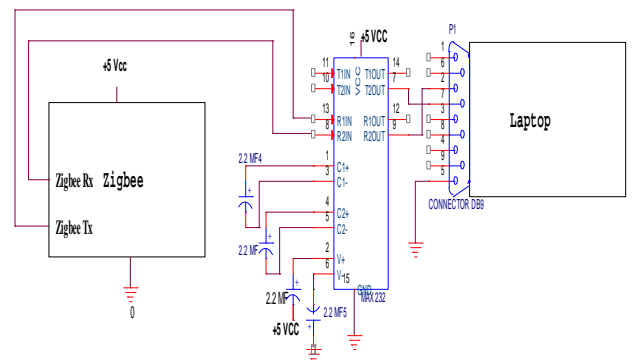 +5 Vcc
Zigbee Rx
Zigbee
Zigbee Tx
0
16
+5 VCC
VCC
11
T1IN
T1OUT
14
10
T2IN
T2OUT
7
13
R1IN
R1OUT
12
8
R2IN
R2OUT
9
1
C1+
3
C1-
4
C2+
5
C2-
2
V+
6
V-
15
GND
MAX 232
2.2 MF4
2.2 MF
2.2 MF
2.2 MF5
+5 VCC
P1
1
6
2
7
3
8
4
9
5
CONNECTOR DB9
Laptop